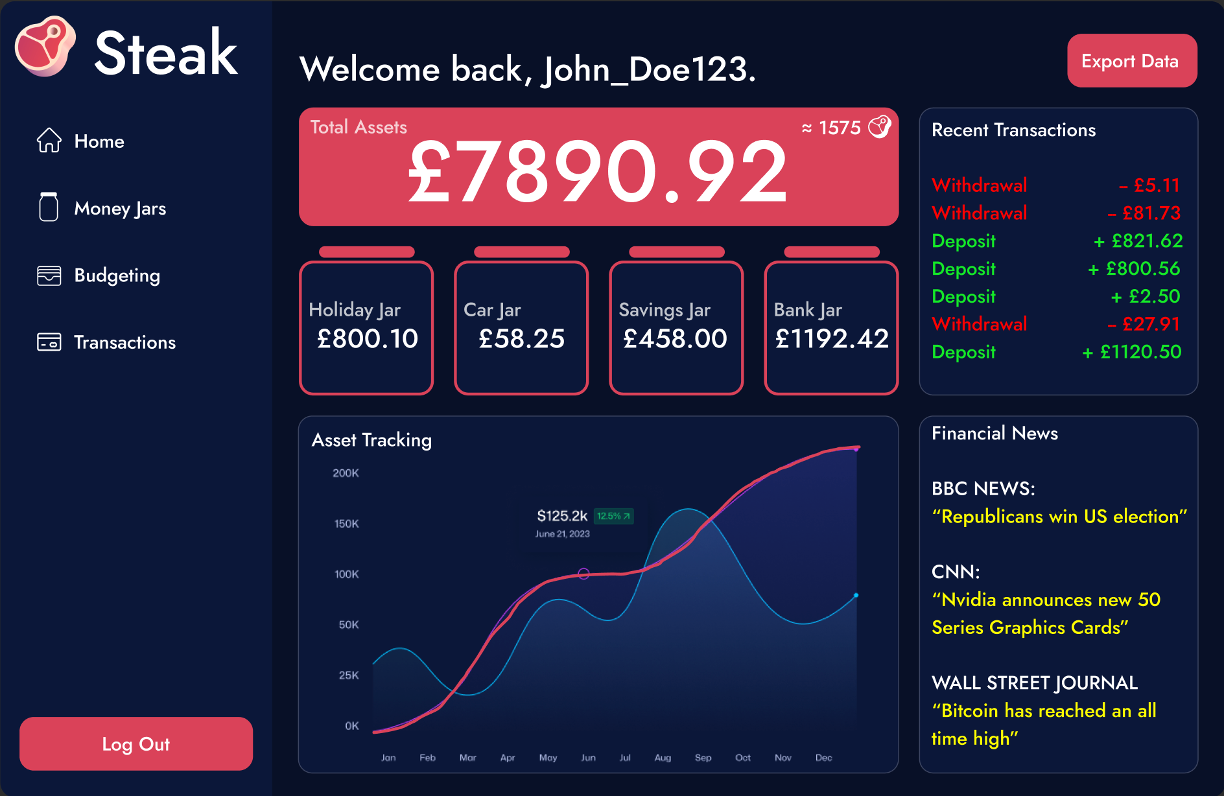 Steak
Home
Money Jars
Budgeting
Transactions
Log Out
Welcome back, John_Doe123.
Export Data
Total Assets
≈ 1575
£7890.92
Holiday Jar
£800.10
Car Jar
£58.25
Savings Jar
£458.00
Bank Jar
£1192.42
Recent Transactions
Withdrawal – £5.11
Withdrawal – £81.73
Deposit + £821.62
Deposit + £800.56
Deposit + £2.50
Withdrawal – £27.91
Deposit + £1120.50
Asset Tracking
200K
150K
100K
50K
25K
0K
$125.2k 12.5% ↗
June 21, 2023
Jan Feb Mar Apr May Jun Jul Aug Sep Oct Nov Dec
Financial News
BBC NEWS:
“Republicans win US election”
CNN:
“Nvidia announces new 50
Series Graphics Cards”
WALL STREET JOURNAL
“Bitcoin has reached an all
time high”